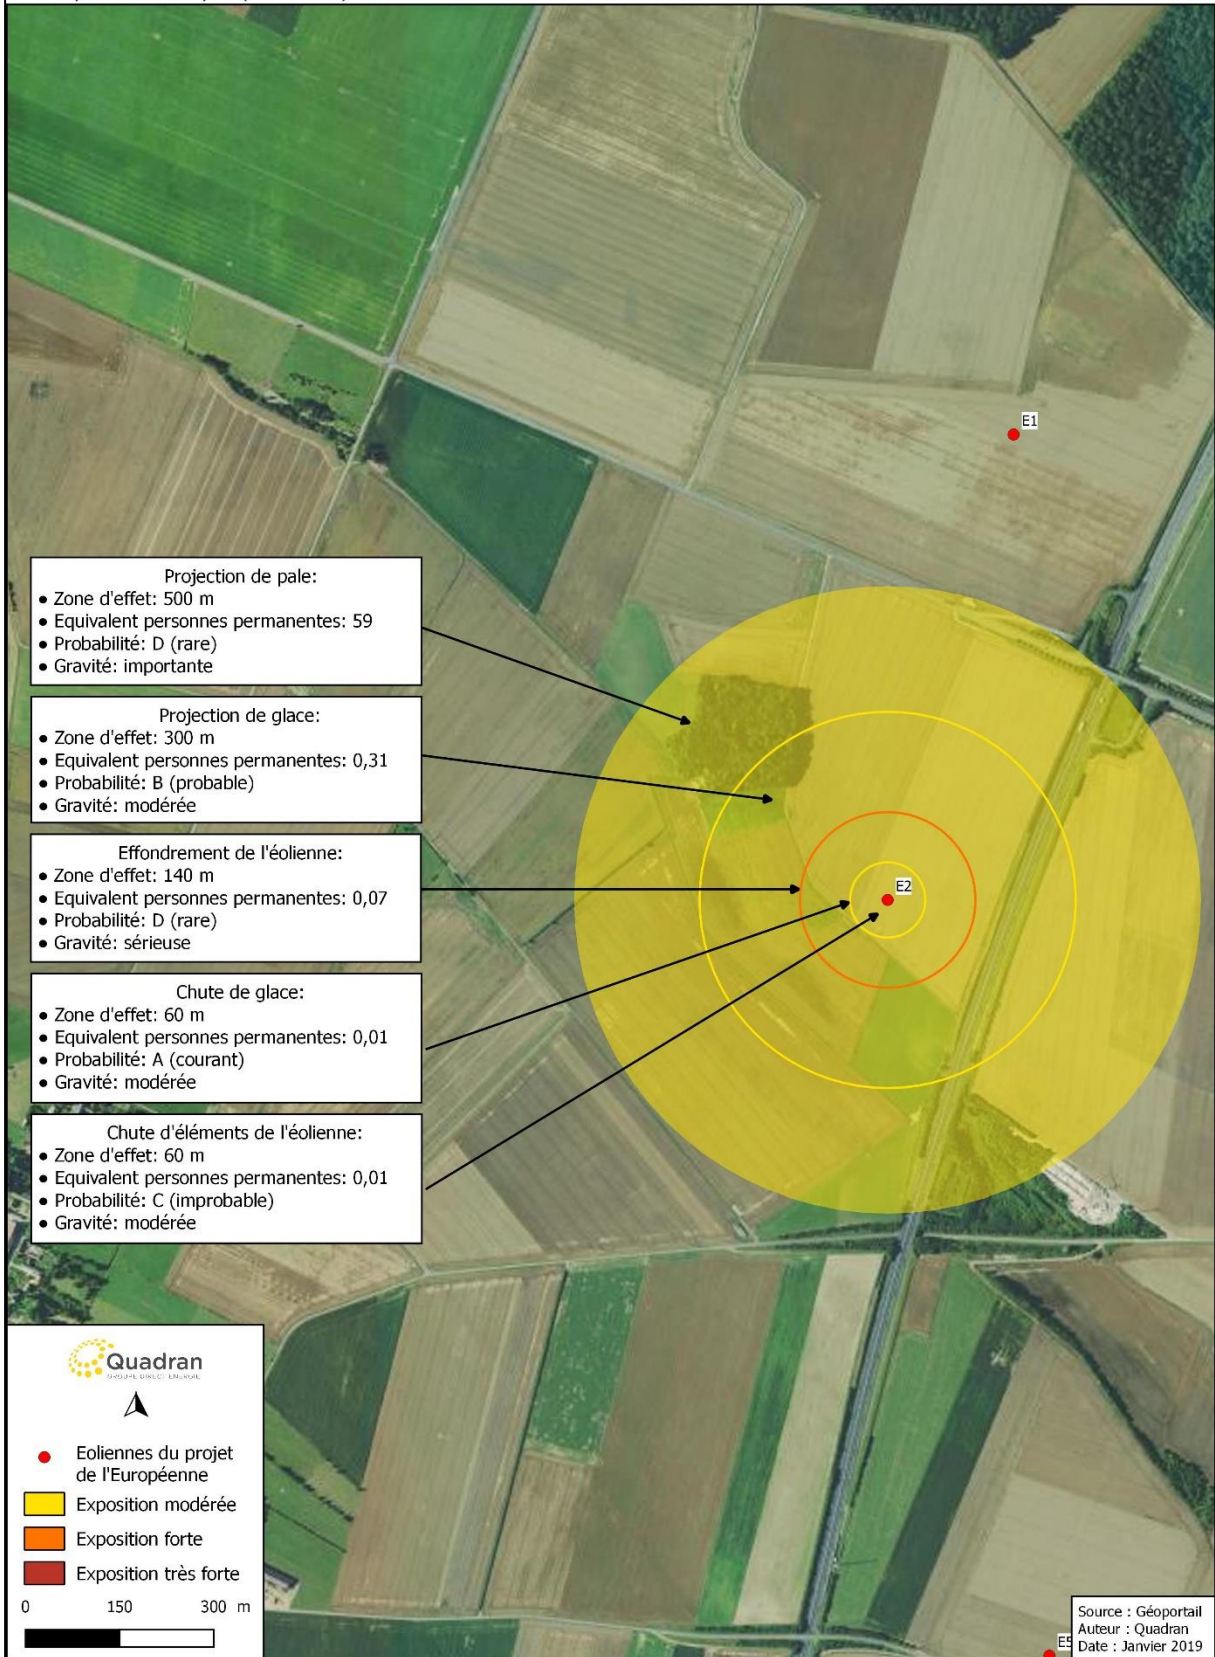 E1
Projection de pale:
● Zone d'effet: 500 m
● Equivalent personnes permanentes: 59
● Probabilité: D (rare)
● Gravité: importante
Projection de glace:
● Zone d'effet: 300 m
● Equivalent personnes permanentes: 0,31
● Probabilité: B (probable)
● Gravité: modérée
Effondrement de l'éolienne:
● Zone d'effet: 140 m
● Equivalent personnes permanentes: 0,07
● Probabilité: D (rare)
● Gravité: sérieuse
E2
Chute de glace:
● Zone d'effet: 60 m
● Equivalent personnes permanentes: 0,01
● Probabilité: A (courant)
● Gravité: modérée
Chute d'éléments de l'éolienne:
● Zone d'effet: 60 m
● Equivalent personnes permanentes: 0,01
● Probabilité: C (improbable)
● Gravité: modérée
Quadran
GROUPE DIRECT ENERGIE
Eoliennes du projet
de l'Européenne
Exposition modérée
Exposition forte
Exposition très forte
0 150 300 m
E5
Source : Géoportail
Auteur : Quadran
Date : Janvier 2019